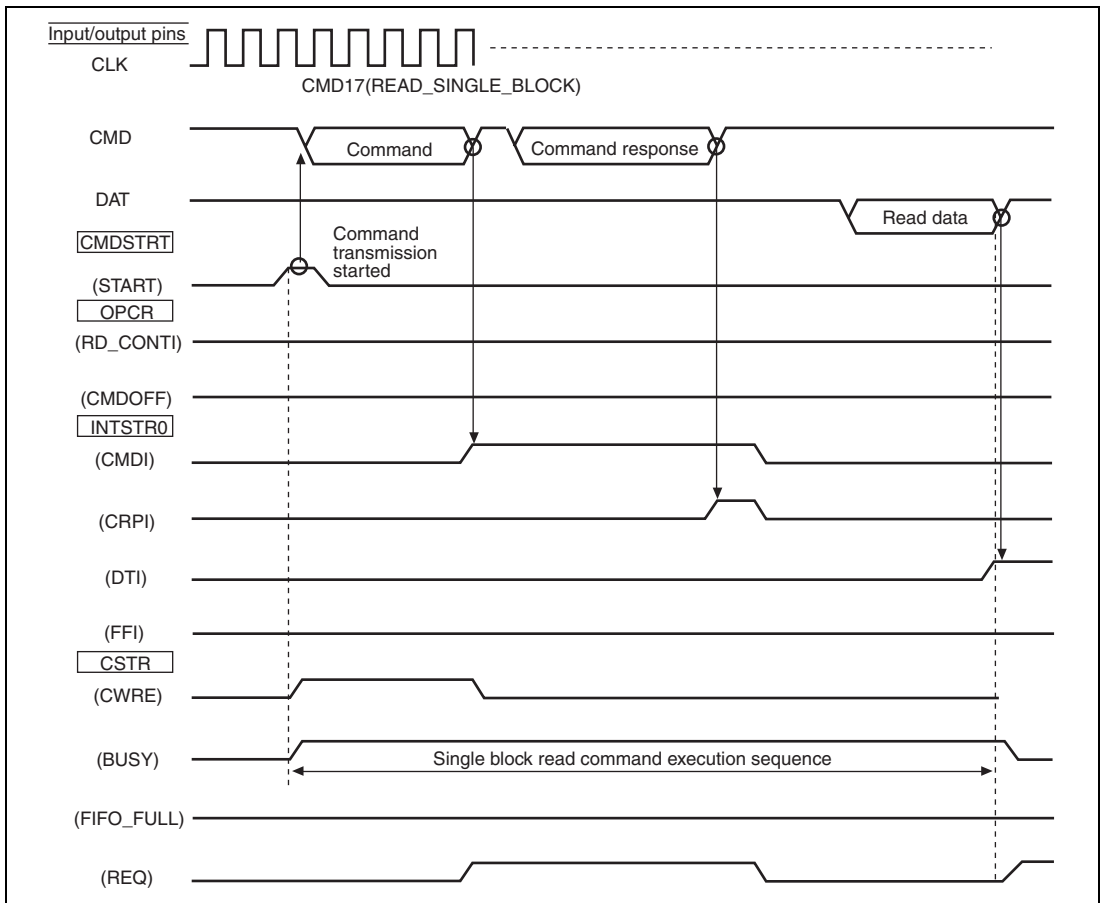 Input/output pins
CLK
CMD17(READ_SINGLE_BLOCK)
CMD
Command
Command response
DAT
Read data
CMDSTRT
Command
transmission
started
(START)
OPCR
(RD_CONTI)
(CMDOFF)
INTSTR0
(CMDI)
(CRPI)
(DTI)
(FFI)
CSTR
(CWRE)
(BUSY)
Single block read command execution sequence
(FIFO_FULL)
(REQ)